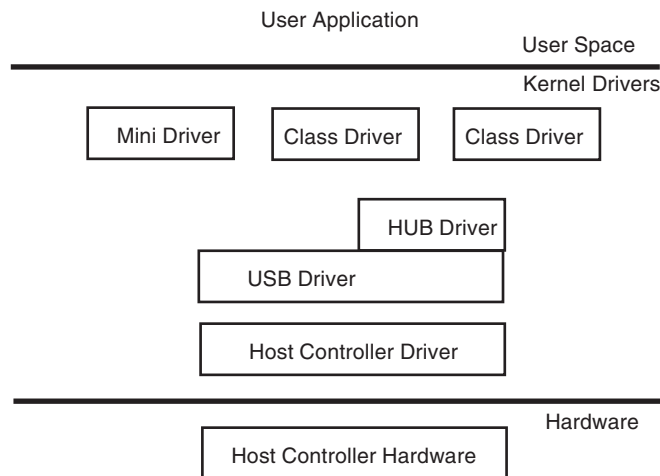 User Application
User Space
Kernel Drivers
Mini Driver
Class Driver
Class Driver
HUB Driver
USB Driver
Host Controller Driver
Hardware
Host Controller Hardware